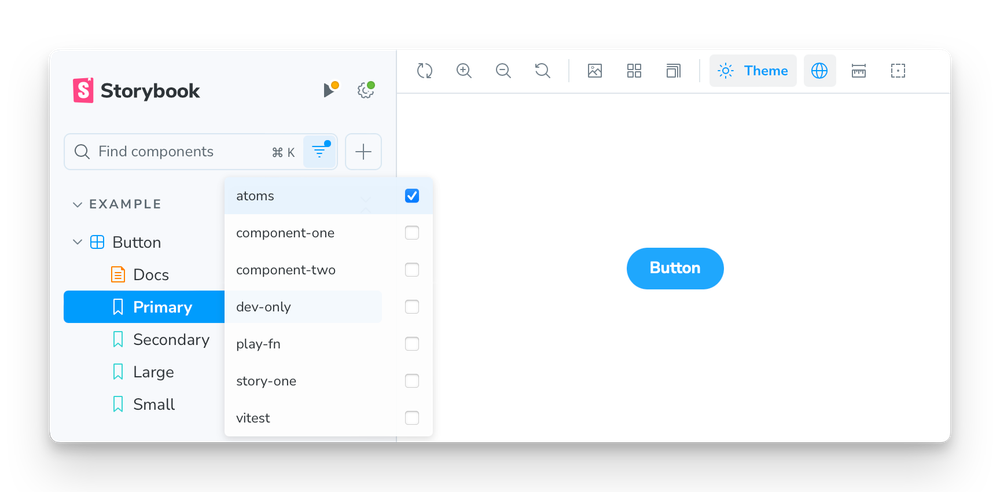 Storybook
Find components
⌘ K
EXAMPLE
Button
Docs
Primary
Secondary
Large
Small
atoms
component-one
component-two
dev-only
play-fn
story-one
vitest
Theme
Button